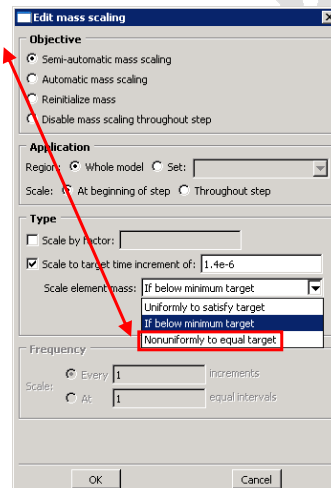 Edit mass scaling
Objective
Semi-automatic mass scaling
Automatic mass scaling
Reinitialize mass
Disable mass scaling throughout step
Application
Region: Whole model Set:
Scale: At beginning of step Throughout step
Type
Scale by factor:
Scale to target time increment of: 1.4e-6
Scale element mass: If below minimum target
Uniformly to satisfy target
If below minimum target
Nonuniformly to equal target
Frequency
Scale:
Every 1 increments
At 1 equal intervals
OK Cancel